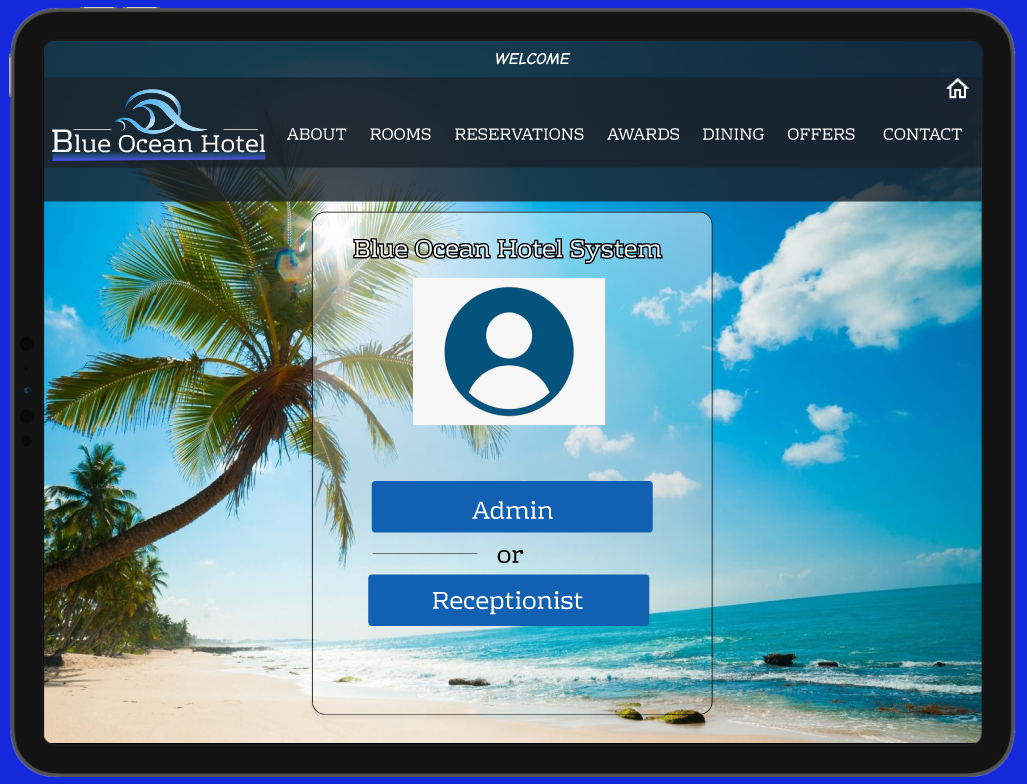 WELCOME
Blue Ocean Hotel
ABOUT ROOMS RESERVATIONS AWARDS DINING OFFERS CONTACT
Blue Ocean Hotel System
Admin
or
Receptionist